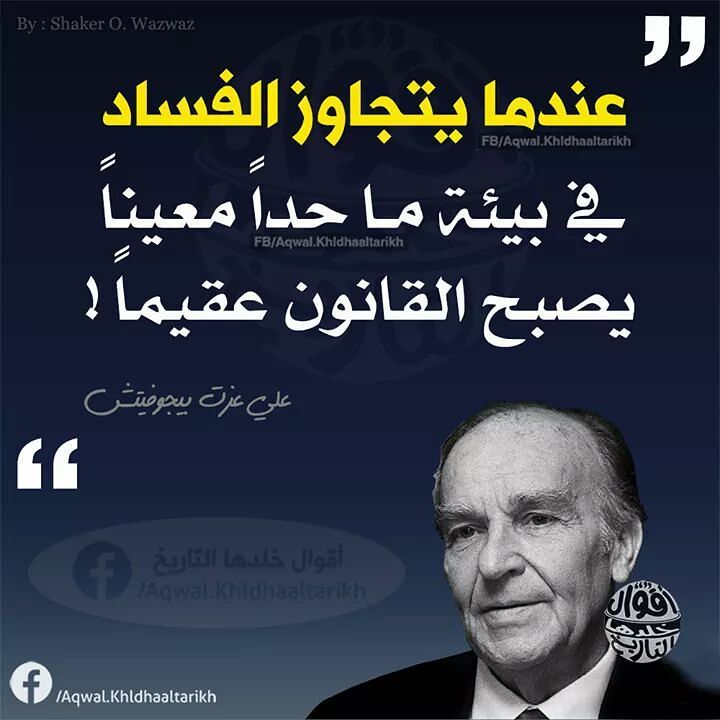 By : Shaker O. Wazwaz
”
عندما يتجاوز الفساد
FB/Aqwal.Khldhaaltarikh
في بيئة ما حداً معيناً
FB/Aqwal.Khldhaaltarikh
يصبح القانون عقيماً !
علي عزت بيجوفيتش
“
أقوال خلدها التاريخ
/Aqwal.Khldhaaltarikh
أقوال
خلدها
التاريخ
/Aqwal.Khldhaaltarikh